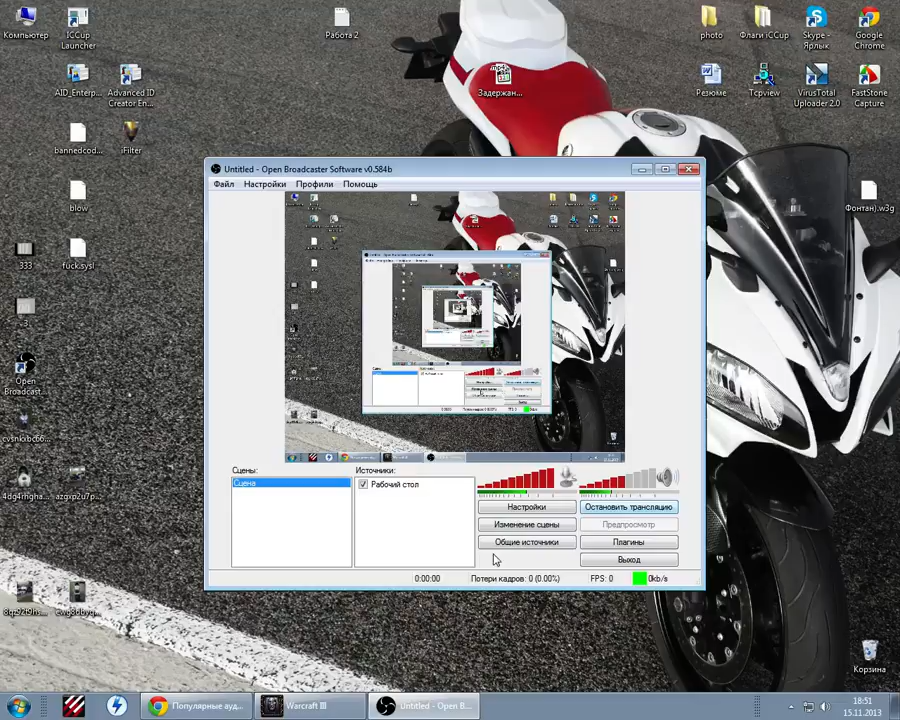 Компьютер
ICCup
Launcher
Работа 2
photo
Флаги iCCup
Skype -
Ярлык
Google
Chrome
AID_Enterp...
Advanced ID
Creator En...
Задержан...
Резюме
Tcpview
VirusTotal
Uploader 2.0
FastStone
Capture
bannedcod...
iFilter
blow
Фонтан).w3g
333
fuck.sysl
3
Open
Broadcast...
Untitled - Open Broadcaster Software v0.584b
Файл Настройки Профили Помощь
Сцены:
Источники:
Сцена
Рабочий стол
Настройки
Остановить трансляцию
Изменение сцены
Предпросмотр
Общие источники
Плагины
Выход
0:00:00
Потери кадров: 0 (0.00%)
FPS: 0
0kb/s
azgxp2u7p...
Корзина
Популярные ауд...
Warcraft III
Untitled - Open B...
18:51
15.11.2013